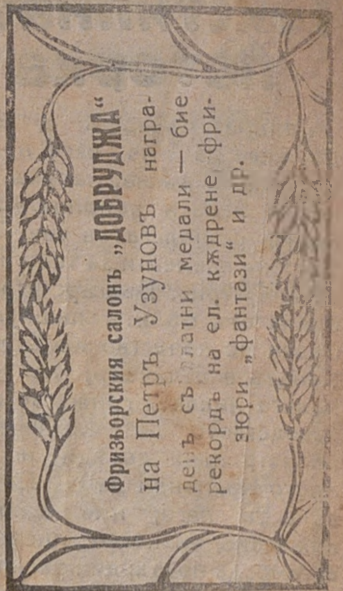 Фризьорския салонъ „ДОБРУДЖА“
на Петръ Узуновъ награ-
денъ съ златни медали — бие
рекордъ на ел. кѫдрене, фри-
зюри „фантази“ и др.